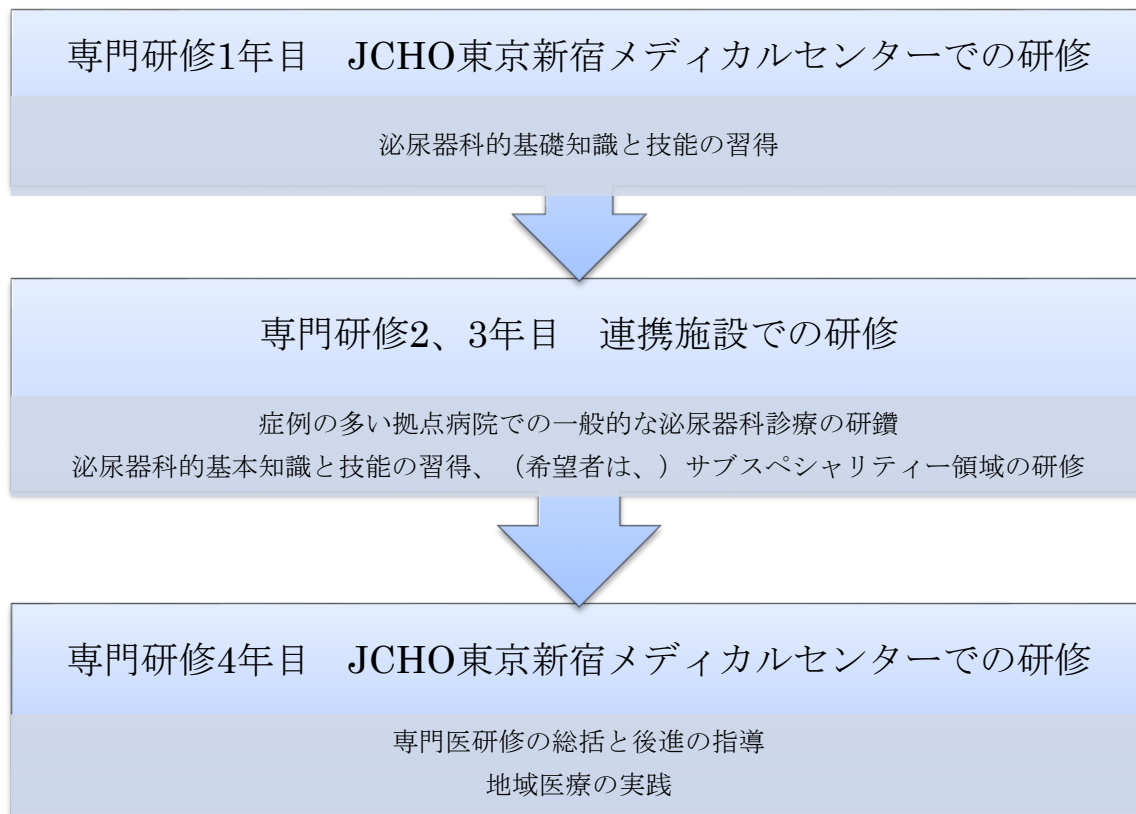 専門研修1年目　JCHO東京新宿メディカルセンターでの研修
泌尿器科的基礎知識と技能の習得
専門研修2、3年目　連携施設での研修
症例の多い拠点病院での一般的な泌尿器科診療の研鑽
泌尿器科的基本知識と技能の習得、（希望者は、）サブスペシャリティー領域の研修
専門研修4年目　JCHO東京新宿メディカルセンターでの研修
専門医研修の総括と後進の指導
地域医療の実践